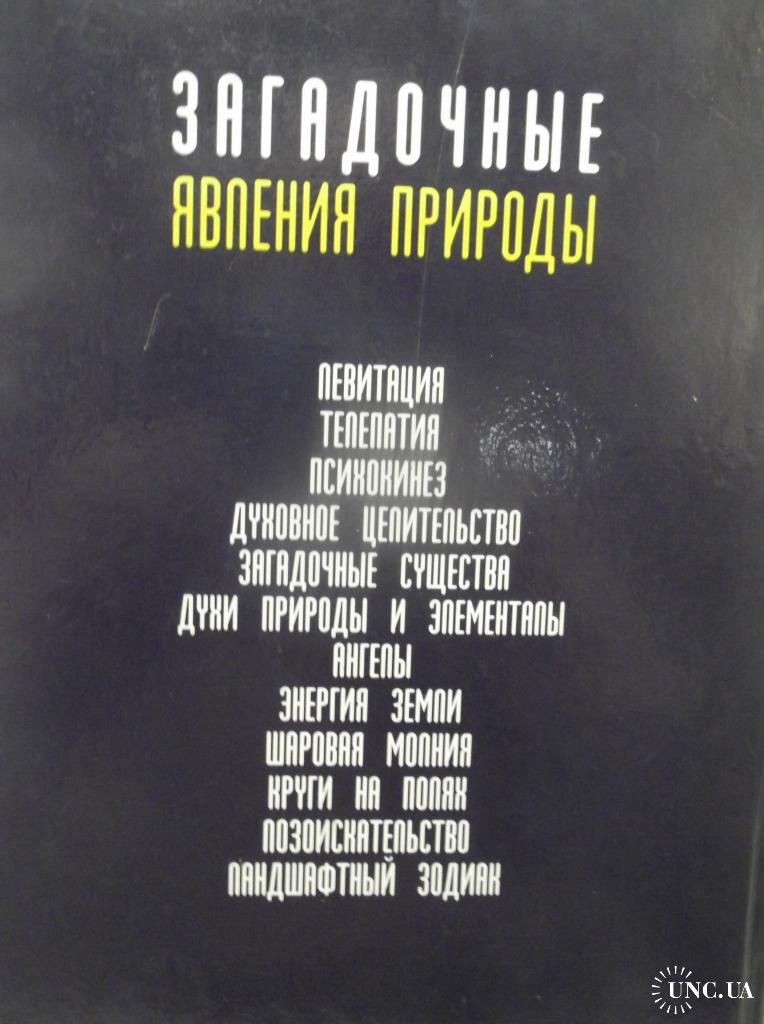 ЗАГАДОЧНЫЕ
ЯВЛЕНИЯ ПРИРОДЫ
ЛЕВИТАЦИЯ
ТЕЛЕПАТИЯ
ПСИХОКИНЕЗ
ДУХОВНОЕ ЦЕЛИТЕЛЬСТВО
ЗАГАДОЧНЫЕ СУЩЕСТВА
ДУХИ ПРИРОДЫ И ЭЛЕМЕНТАЛЫ
АНГЕЛЫ
ЭНЕРГИЯ ЗЕМЛИ
ШАРОВАЯ МОЛНИЯ
КРУГИ НА ПОЛЯХ
ЛОЗОИСКАТЕЛЬСТВО
ЛАНДШАФТНЫЙ ЗОДИАК
UNC.UA